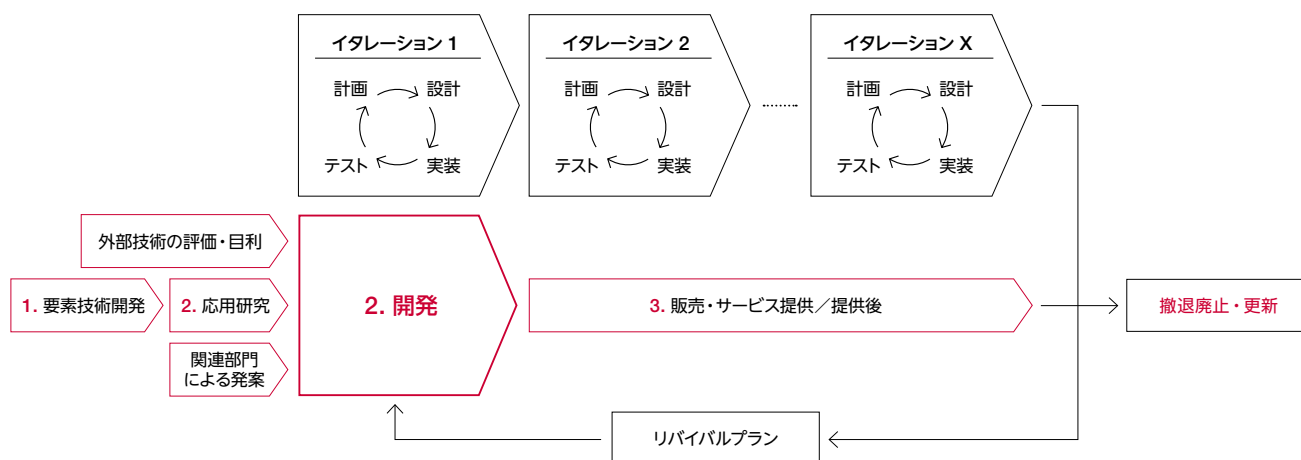 イタレーション 1
計画
設計
テスト
実装
イタレーション 2
計画
設計
テスト
実装
イタレーション X
計画
設計
テスト
実装
外部技術の評価・目利
1. 要素技術開発
2. 応用研究
関連部門
による発案
2. 開発
3. 販売・サービス提供／提供後
撤退廃止・更新
リバイバルプラン